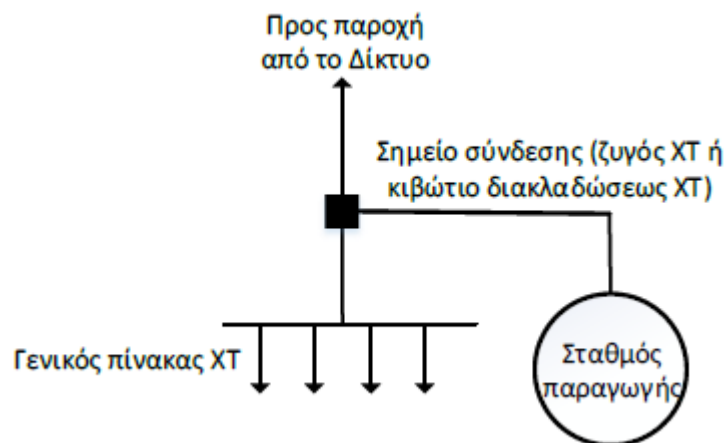 Προς παροχή
από το Δίκτυο
Σημείο σύνδεσης (ζυγός ΧΤ ή
κιβώτιο διακλαδώσεως ΧΤ)
Γενικός πίνακας ΧΤ
Σταθμός
παραγωγής